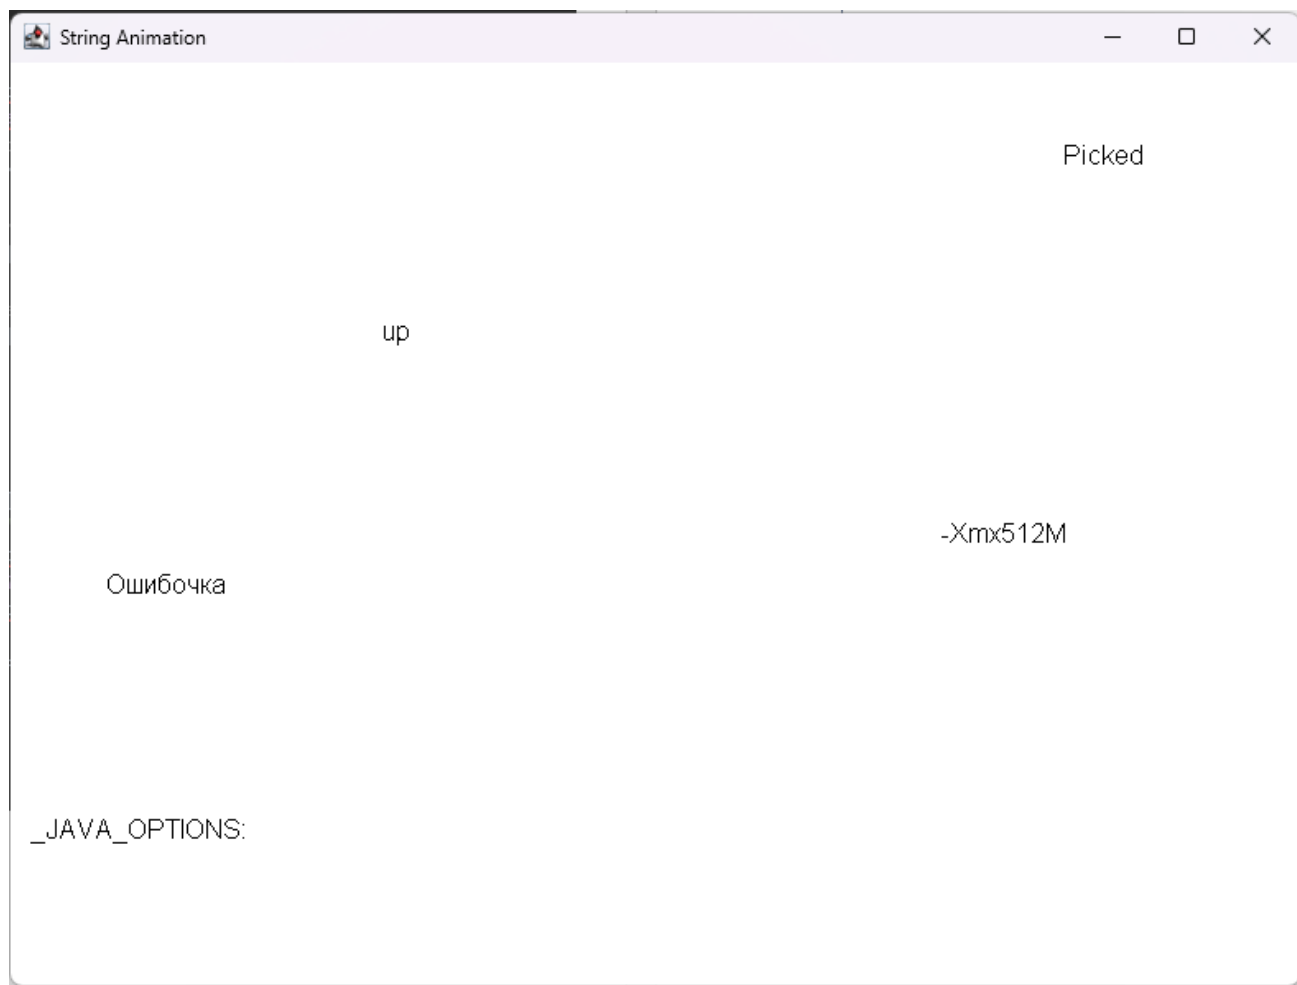 String Animation
Picked
up
-Xmx512M
Ошибочка
_JAVA_OPTIONS: